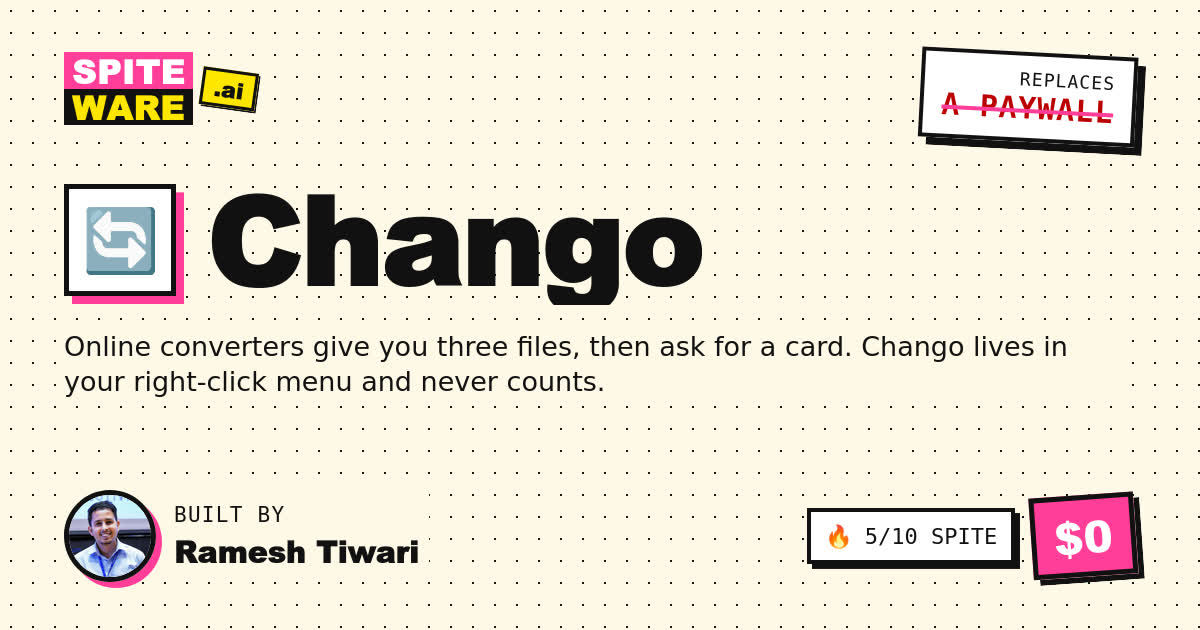 SPITE
WARE
.ai
REPLACES
A PAYWALL
Chango
Online converters give you three files, then ask for a card. Chango lives in
your right-click menu and never counts.
BUILT BY
Ramesh Tiwari
5/10 SPITE
$0